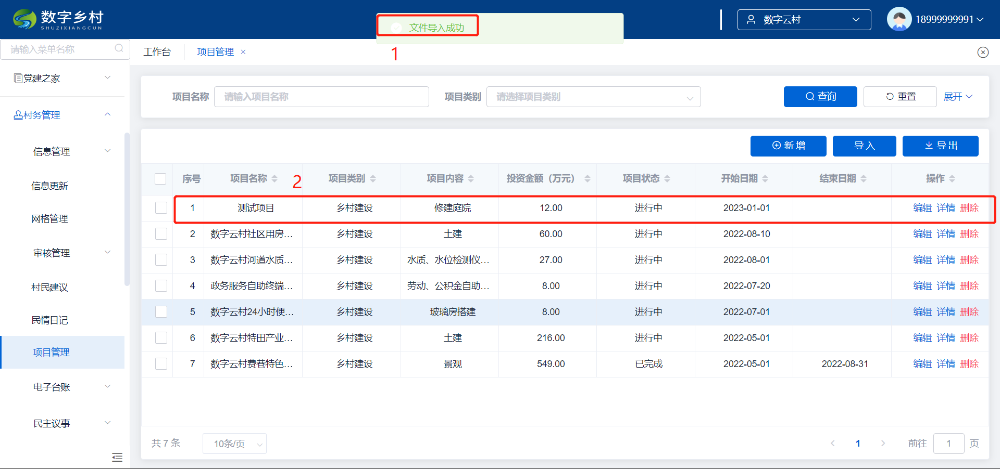 数字乡村
SHUZIXIANGCUN
文件导入成功
数字云村
18999999991
请输入菜单名称
工作台
项目管理
1
党建之家
村务管理
信息管理
信息更新
网格管理
审核管理
村民建议
民情日记
项目管理
电子台账
民主议事
项目名称 请输入项目名称 项目类别 请选择项目类别 查询 重置 展开
新增 导入 导出
序号 项目名称 项目类别 项目内容 投资金额（万元） 项目状态 开始日期 结束日期 操作
2
1 测试项目 乡村建设 修建庭院 12.00 进行中 2023-01-01 编辑 详情 删除
2 数字云村社区用房... 乡村建设 土建 60.00 进行中 2022-08-10 编辑 详情 删除
3 数字云村河道水质... 乡村建设 水质、水位检测仪... 27.00 进行中 2022-08-01 编辑 详情 删除
4 政务服务自助终端... 乡村建设 劳动、公积金自助... 8.00 进行中 2022-07-20 编辑 详情 删除
5 数字云村24小时便... 乡村建设 玻璃房搭建 8.00 进行中 2022-07-01 编辑 详情 删除
6 数字云村特田产业... 乡村建设 土建 216.00 进行中 2022-05-01 编辑 详情 删除
7 数字云村费巷特色... 乡村建设 景观 549.00 已完成 2022-05-01 2022-08-31 编辑 详情 删除
共 7 条 10条/页 1 前往 1 页